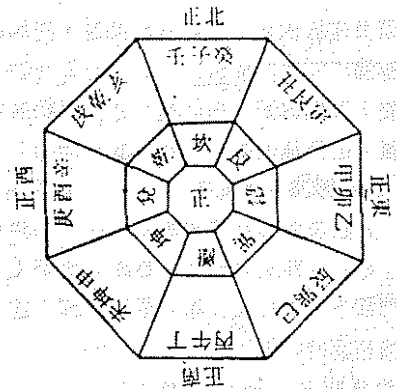 正北
壬子癸
戌乾亥
丑艮寅
乾
坎
艮
正西
庚酉辛
兌
震
甲卯乙
正东
坤
離
巽
未坤申
辰巽巳
丙午丁
正南